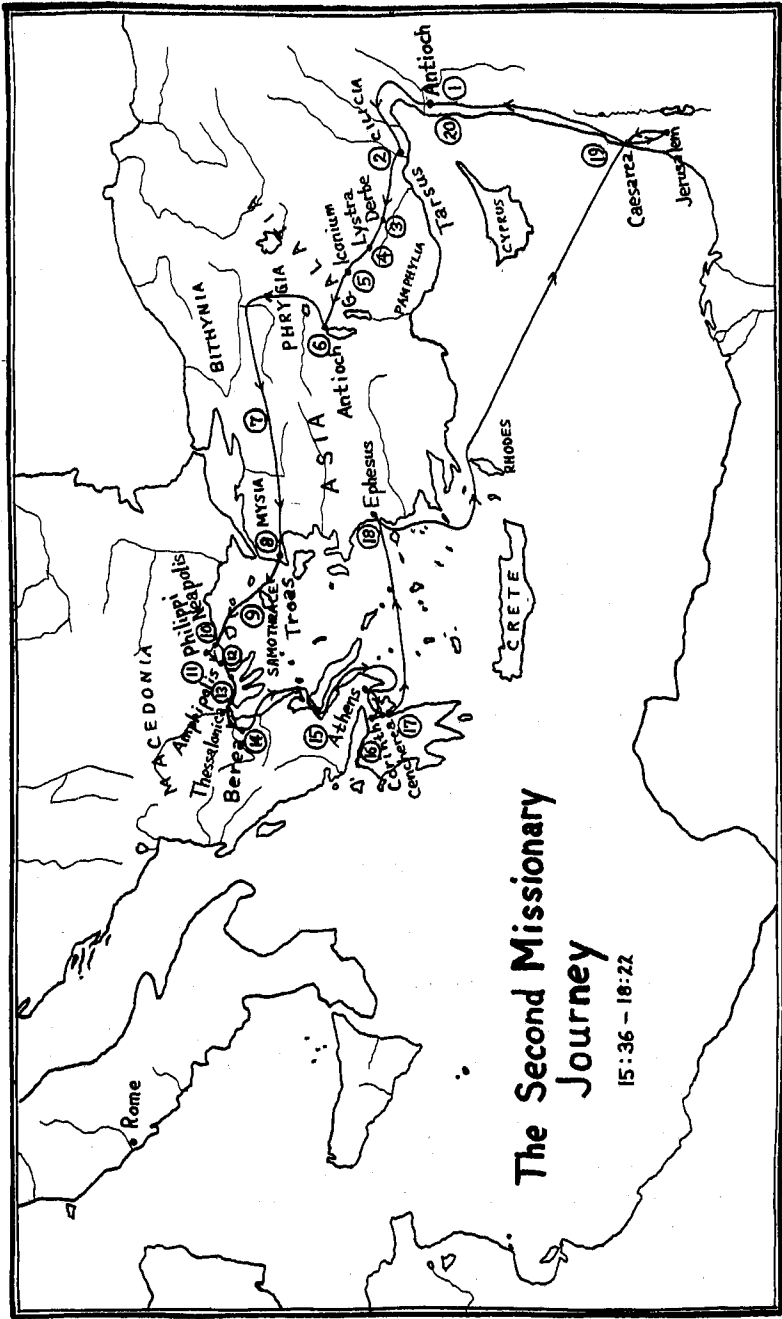 The Second Missionary
Journey
15:36 – 18:22
Rome
MACEDONIA
Amphipolis
Philippi
Neapolis
Thessalonica
Berea
SAMOTHRACE
Troas
Athens
Corinth
Cenchrea
MYSIA
BITHYNIA
PHRYGIA
ASIA
Ephesus
Antioch
Iconium
Lystra
Derbe
PAMPHYLIA
Tarsus
CILICIA
Antioch
CYPRUS
RHODES
CRETE
Caesarea
Jerusalem
1
2
3
4
5
6
7
8
9
10
11
12
13
14
15
16
17
18
19
20